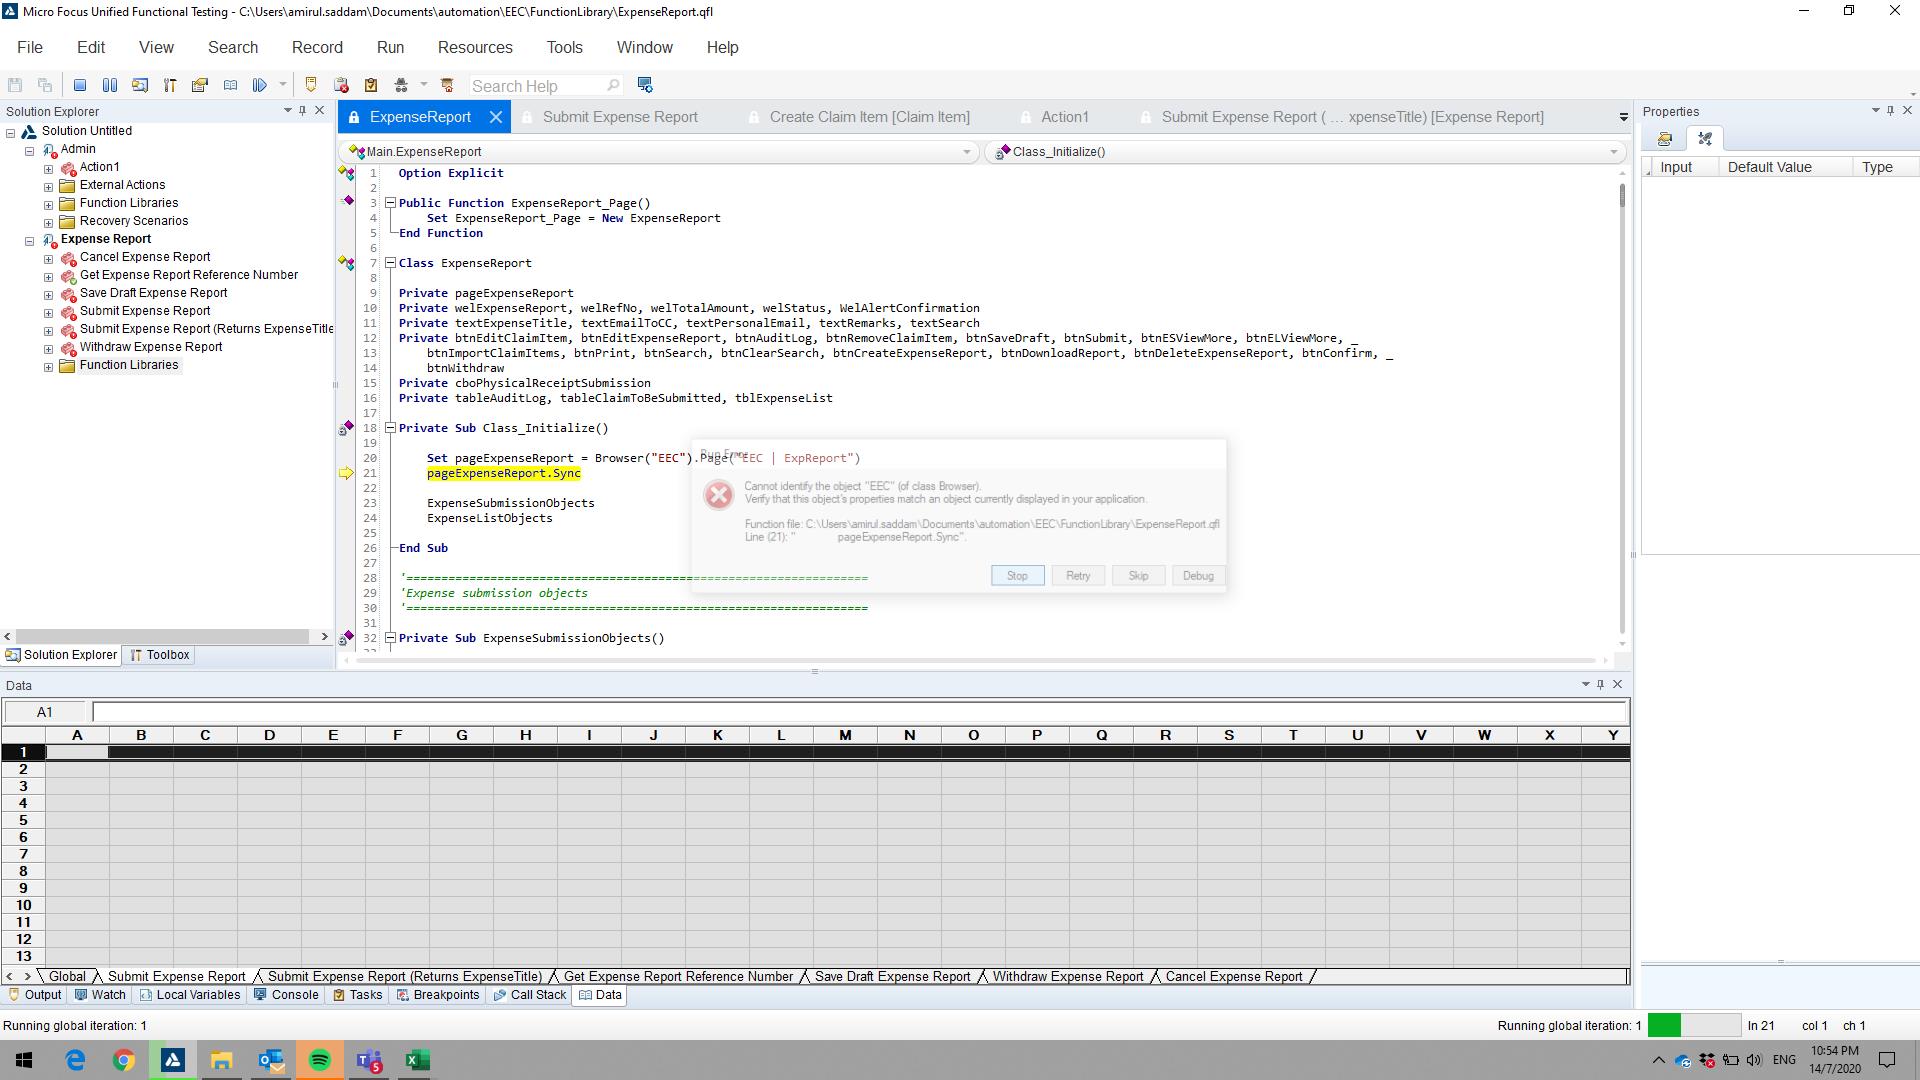 Micro Focus Unified Functional Testing - C:\Users\amirul.saddam\Documents\automation\EEC\FunctionLibrary\ExpenseReport.qfl
File Edit View Search Record Run Resources Tools Window Help
Search Help
Solution Explorer
Solution Untitled
Admin
Action1
External Actions
Function Libraries
Recovery Scenarios
Expense Report
Cancel Expense Report
Get Expense Report Reference Number
Save Draft Expense Report
Submit Expense Report
Submit Expense Report (Returns ExpenseTitle
Withdraw Expense Report
Function Libraries
Solution Explorer Toolbox
ExpenseReport Submit Expense Report Create Claim Item [Claim Item] Action1 Submit Expense Report ( ... xpenseTitle) [Expense Report]
Main.ExpenseReport Class_Initialize()
1 Option Explicit
2
3 Public Function ExpenseReport_Page()
4 Set ExpenseReport_Page = New ExpenseReport
5 End Function
6
7 Class ExpenseReport
8
9 Private pageExpenseReport
10 Private welExpenseReport, welRefNo, welTotalAmount, welStatus, WelAlertConfirmation
11 Private textExpenseTitle, textEmailToCC, textPersonalEmail, textRemarks, textSearch
12 Private btnEditClaimItem, btnEditExpenseReport, btnAuditLog, btnRemoveClaimItem, btnSaveDraft, btnSubmit, btnESViewMore, btnELViewMore, _
13 btnImportClaimItems, btnPrint, btnSearch, btnClearSearch, btnCreateExpenseReport, btnDownloadReport, btnDeleteExpenseReport, btnConfirm, _
14 btnWithdraw
15 Private cboPhysicalReceiptSubmission
16 Private tableAuditLog, tableClaimToBeSubmitted, tblExpenseList
17
18 Private Sub Class_Initialize()
19
20 Set pageExpenseReport = Browser("EEC").Page("EEC | ExpReport")
21 pageExpenseReport.Sync
22
23 ExpenseSubmissionObjects
24 ExpenseListObjects
25
26 End Sub
27
28 '==================================================================
29 'Expense submission objects
30 '==================================================================
31
32 Private Sub ExpenseSubmissionObjects()
Run Error
Cannot identify the object "EEC" (of class Browser).
Verify that this object's properties match an object currently displayed in your application.
Function file: C:\Users\amirul.saddam\Documents\automation\EEC\FunctionLibrary\ExpenseReport.qfl
Line (21): " pageExpenseReport.Sync".
Stop Retry Skip Debug
Properties
Input Default Value Type
Data
A1
A B C D E F G H I J K L M N O P Q R S T U V W X Y
1
2
3
4
5
6
7
8
9
10
11
12
13
Global Submit Expense Report Submit Expense Report (Returns ExpenseTitle) Get Expense Report Reference Number Save Draft Expense Report Withdraw Expense Report Cancel Expense Report
Output Watch Local Variables Console Tasks Breakpoints Call Stack Data
Running global iteration: 1 Running global iteration: 1 ln 21 col 1 ch 1
5
ENG
10:54 PM
14/7/2020